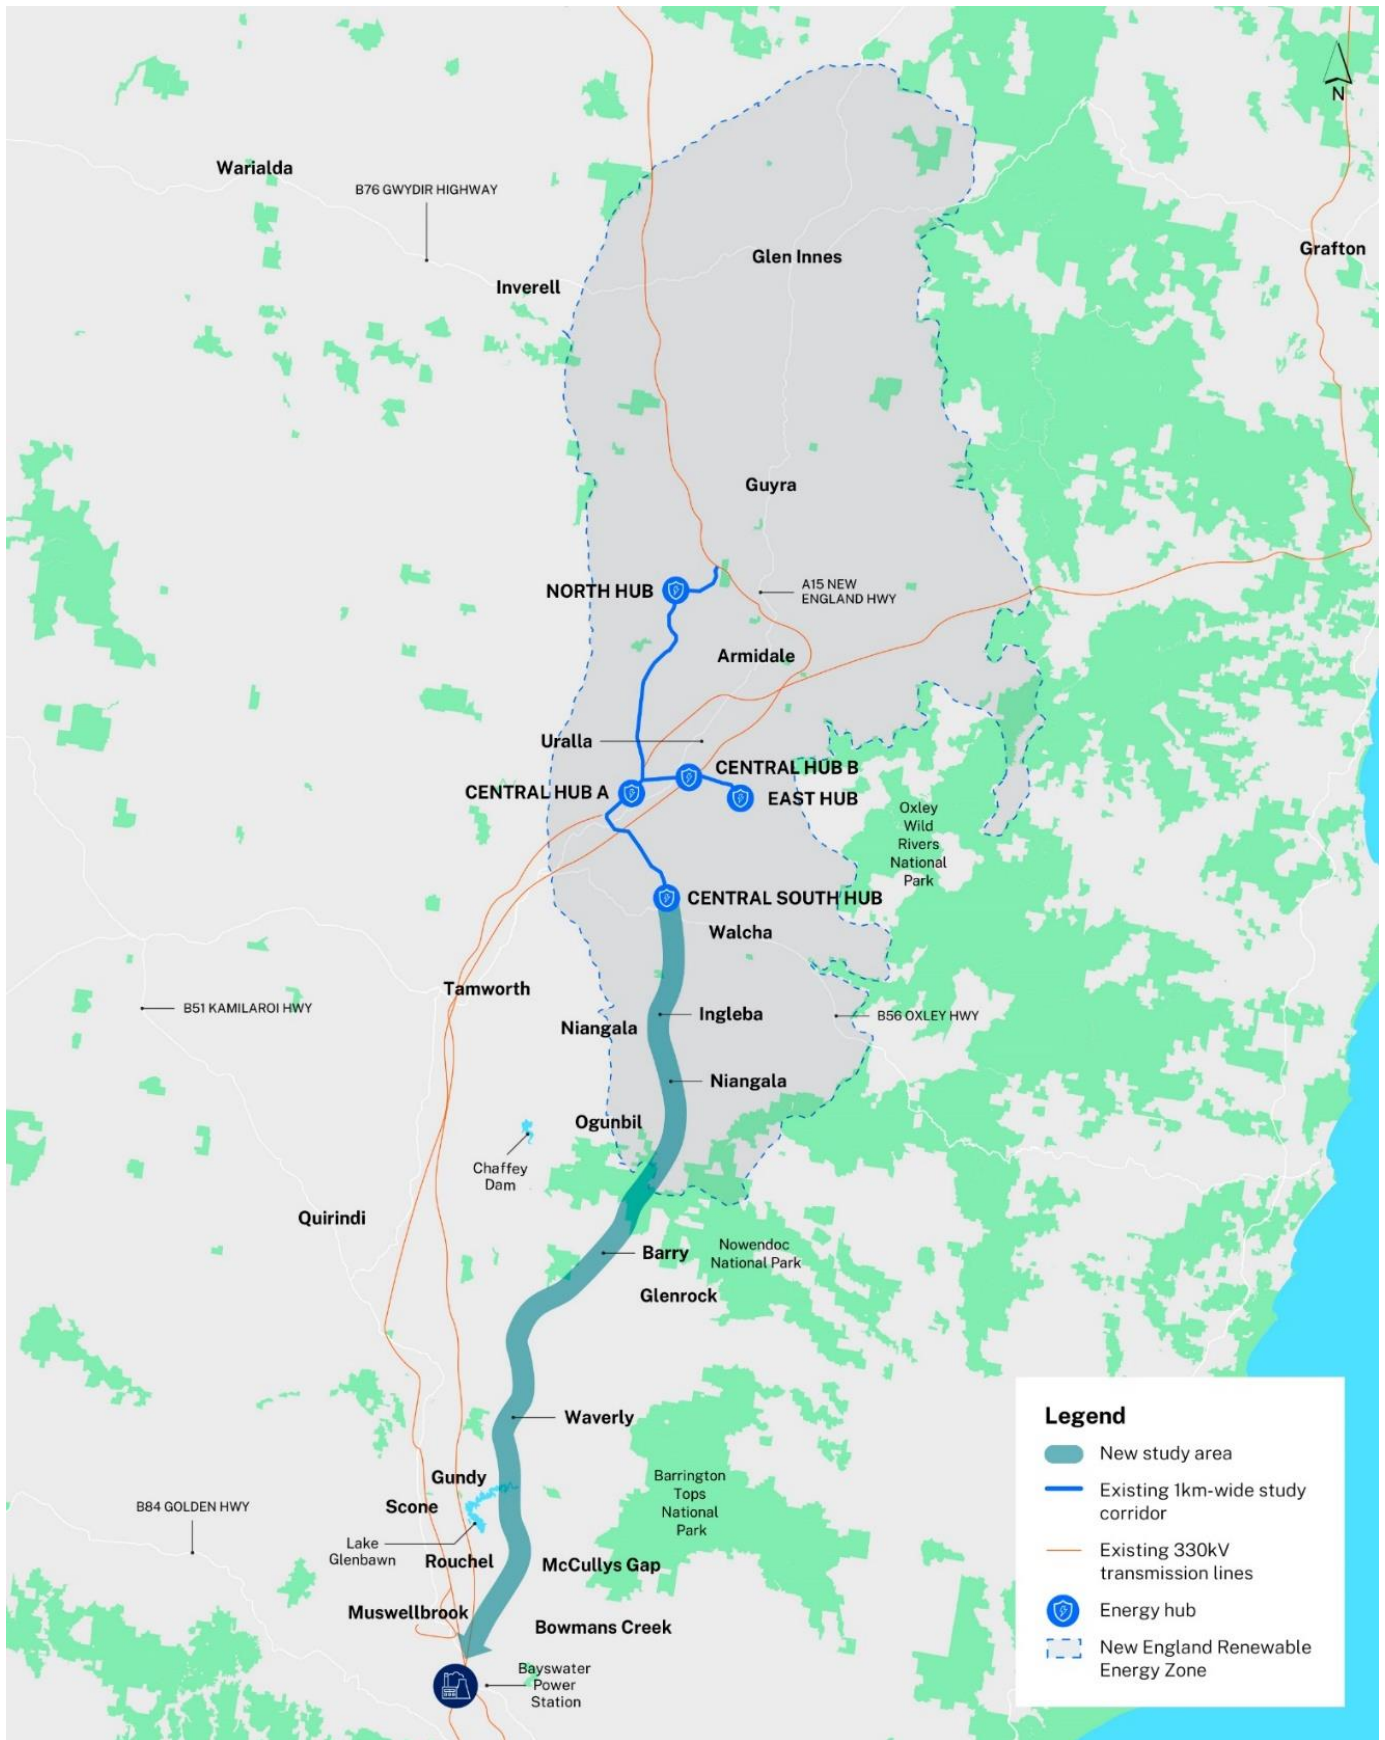 N
Warialda
B76 GWYDIR HIGHWAY
Grafton
Glen Innes
Inverell
Guyra
NORTH HUB
A15 NEW
ENGLAND HWY
Armidale
Uralla
CENTRAL HUB B
CENTRAL HUB A
EAST HUB
Oxley
Wild
Rivers
National
Park
CENTRAL SOUTH HUB
Walcha
Tamworth
B51 KAMILAROI HWY
Ingleba
B56 OXLEY HWY
Niangala
Niangala
Ogunbil
Chaffey
Dam
Quirindi
Barry
Nowendoc
National Park
Glenrock
Waverly
Gundy
Barrington
Tops
National
Park
Scone
B84 GOLDEN HWY
Lake
Glenbawn
Rouchel
McCullys Gap
Muswellbrook
Bowmans Creek
Bayswater
Power
Station
Legend
New study area
Existing 1km-wide study
corridor
Existing 330kV
transmission lines
Energy hub
New England Renewable
Energy Zone